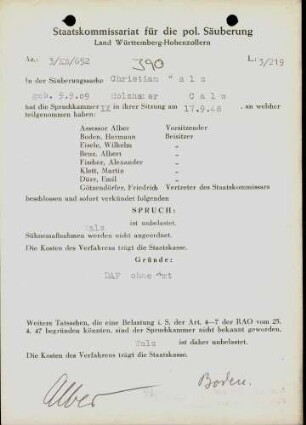 Staatskommissariat für die pol. Säuberung
Land Württemberg-Hohenzollern
Az.: 3/XX/652 390 L: 3/219
In der Säuberungssache Christian Walz
geb. 5.9.09 Holzhauer Calw
hat die Spruchkammer IX in ihrer Sitzung am 17.9.48, an welcher
teilgenommen haben:
Assessor Alber Vorsitzender
Boden, Hermann Beisitzer
Eisele, Wilhelm „
Benz, Albert „
Fischer, Alexander „
Klett, Martin „
Dürr, Emil „
Götzendörfer, Friedrich Vertreter des Staatskommissars
beschlossen und sofort verkündet folgenden
SPRUCH:
Walz ist unbelastet.
Sühnemaßnahmen werden nicht angeordnet.
Die Kosten des Verfahrens trägt die Staatskasse.
Gründe:
DAF ohne Amt
Weitere Tatsachen, die eine Belastung i. S. der Art. 4—7 der RAO vom 25.
4. 47 begründen könnten, sind der Spruchkammer nicht bekannt geworden.
Walz ist daher unbelastet.
Die Kosten des Verfahrens trägt die Staatskasse.
Alber Boden.